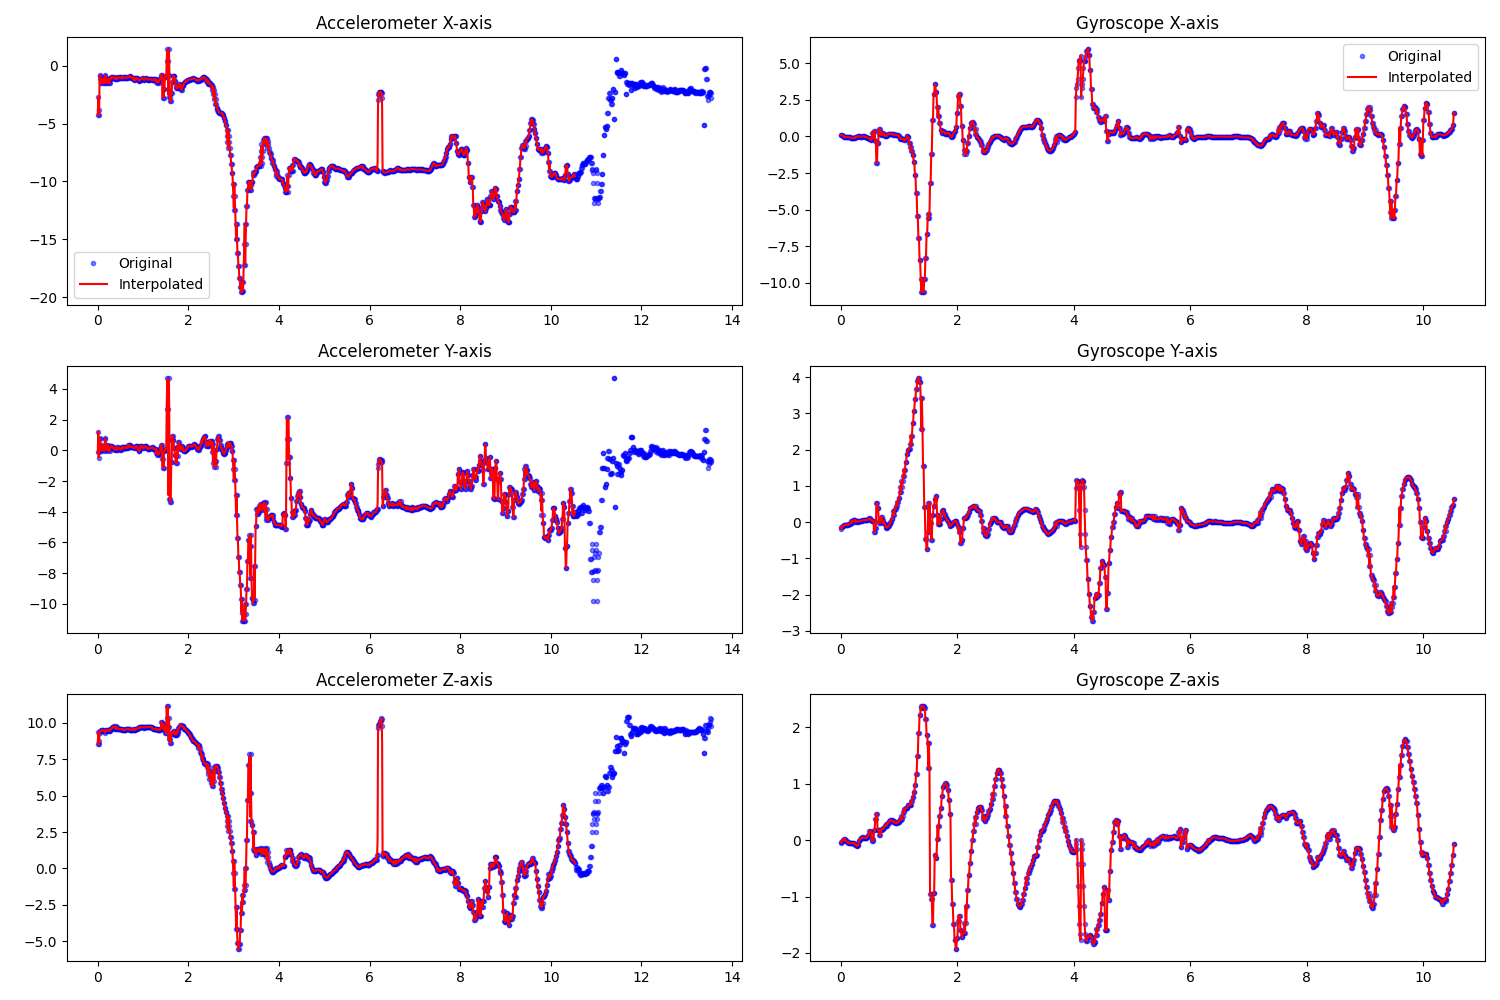 Accelerometer X-axis
0
−5
−10
−15
−20
Original
Interpolated
0 2 4 6 8 10 12 14
Gyroscope X-axis
5.0
2.5
0.0
−2.5
−5.0
−7.5
−10.0
Original
Interpolated
0 2 4 6 8 10
Accelerometer Y-axis
4
2
0
−2
−4
−6
−8
−10
0 2 4 6 8 10 12 14
Gyroscope Y-axis
4
3
2
1
0
−1
−2
−3
0 2 4 6 8 10
Accelerometer Z-axis
10.0
7.5
5.0
2.5
0.0
−2.5
−5.0
0 2 4 6 8 10 12 14
Gyroscope Z-axis
2
1
0
−1
−2
0 2 4 6 8 10